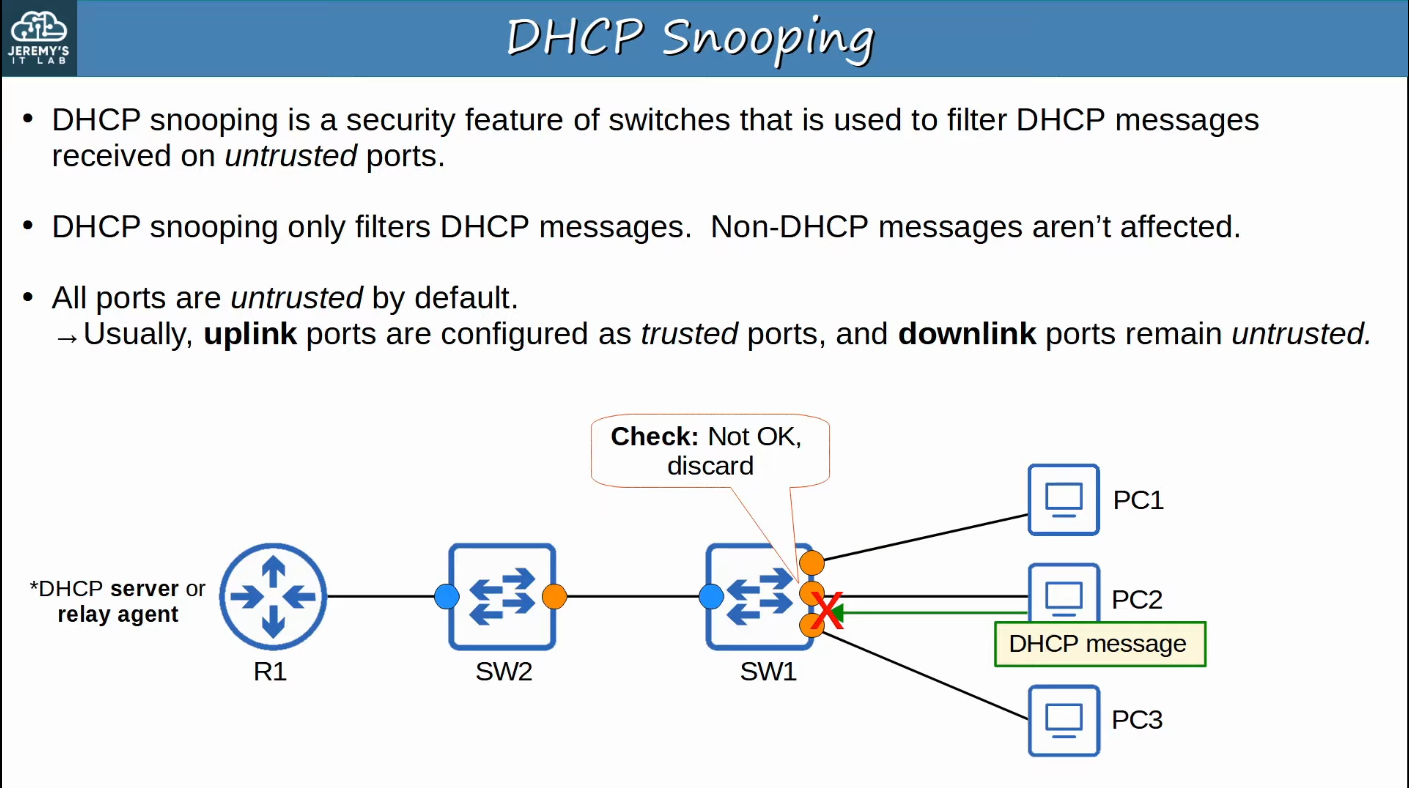 JEREMY'S
IT LAB
DHCP Snooping
• DHCP snooping is a security feature of switches that is used to filter DHCP messages
received on untrusted ports.
• DHCP snooping only filters DHCP messages.  Non-DHCP messages aren’t affected.
• All ports are untrusted by default.
→Usually, uplink ports are configured as trusted ports, and downlink ports remain untrusted.
Check: Not OK,
discard
PC1
*DHCP server or
relay agent
PC2
X
DHCP message
R1
SW2
SW1
PC3